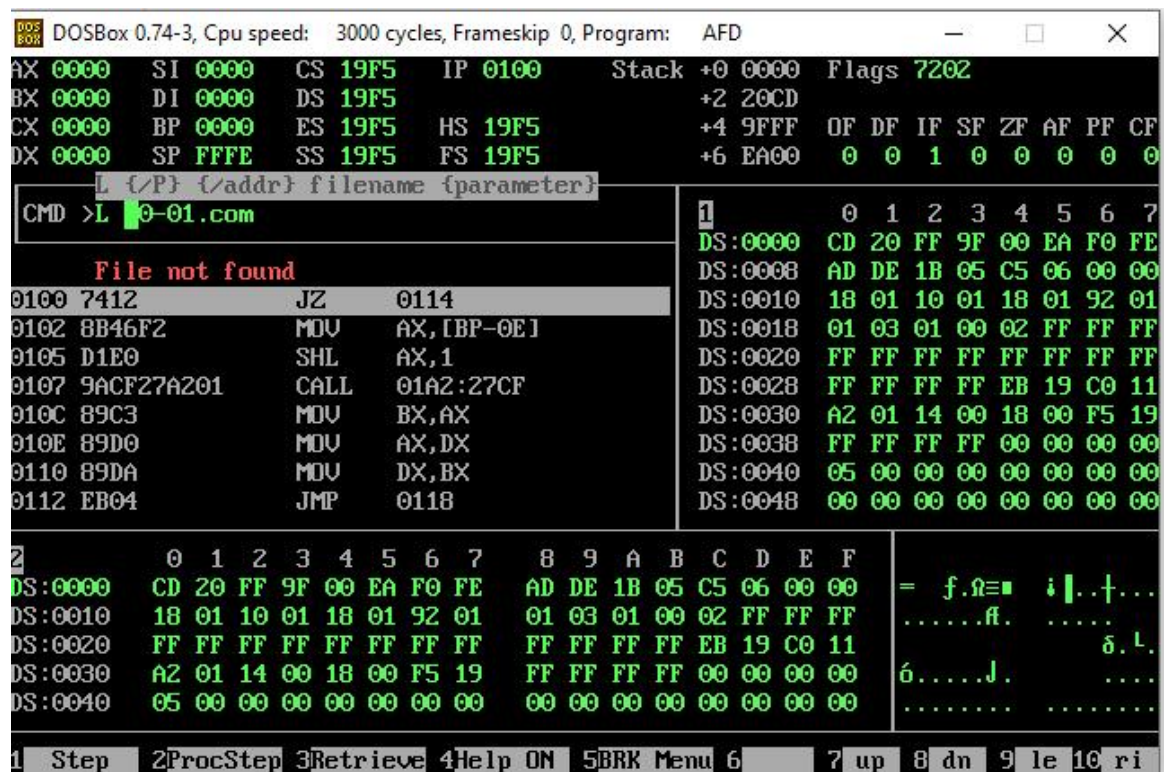 DOSBox 0.74-3, Cpu speed: 3000 cycles, Frameskip 0, Program: AFD
AX 0000 SI 0000 CS 19F5 IP 0100 Stack +0 0000 Flags 7202
BX 0000 DI 0000 DS 19F5 +2 20CD
CX 0000 BP 0000 ES 19F5 HS 19F5 +4 9FFF OF DF IF SF ZF AF PF CF
DX 0000 SP FFFE SS 19F5 FS 19F5 +6 EA00 0 0 1 0 0 0 0 0
L {/P} {/addr} filename {parameter}
CMD >L 0-01.com
File not found
0100 7412 JZ 0114
0102 8B46F2 MOV AX,[BP-0E]
0105 D1E0 SHL AX,1
0107 9ACF27A201 CALL 01A2:27CF
010C 89C3 MOV BX,AX
010E 89D0 MOV AX,DX
0110 89DA MOV DX,BX
0112 EB04 JMP 0118
1 0 1 2 3 4 5 6 7
DS:0000 CD 20 FF 9F 00 EA F0 FE
DS:0008 AD DE 1B 05 C5 06 00 00
DS:0010 18 01 10 01 18 01 92 01
DS:0018 01 03 01 00 02 FF FF FF
DS:0020 FF FF FF FF FF FF FF FF
DS:0028 FF FF FF FF EB 19 C0 11
DS:0030 A2 01 14 00 18 00 F5 19
DS:0038 FF FF FF FF 00 00 00 00
DS:0040 05 00 00 00 00 00 00 00
DS:0048 00 00 00 00 00 00 00 00
2 0 1 2 3 4 5 6 7 8 9 A B C D E F
DS:0000 CD 20 FF 9F 00 EA F0 FE AD DE 1B 05 C5 06 00 00 = ƒ.Ω≡■ ¡▐..┼...
DS:0010 18 01 10 01 18 01 92 01 01 03 01 00 02 FF FF FF ......Æ. .....
DS:0020 FF FF FF FF FF FF FF FF FF FF FF FF EB 19 C0 11 δ.└.
DS:0030 A2 01 14 00 18 00 F5 19 FF FF FF FF 00 00 00 00 ó.....⌡. ....
DS:0040 05 00 00 00 00 00 00 00 00 00 00 00 00 00 00 00 ........ ........
1 Step 2ProcStep 3Retrieve 4Help ON 5BRK Menu 6 7 up 8 dn 9 le 10 ri